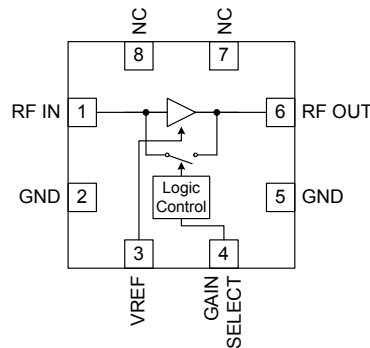 NC
NC
8
7
RF IN
1
6
RF OUT
GND
2
Logic
Control
5
GND
3
4
VREF
GAIN
SELECT